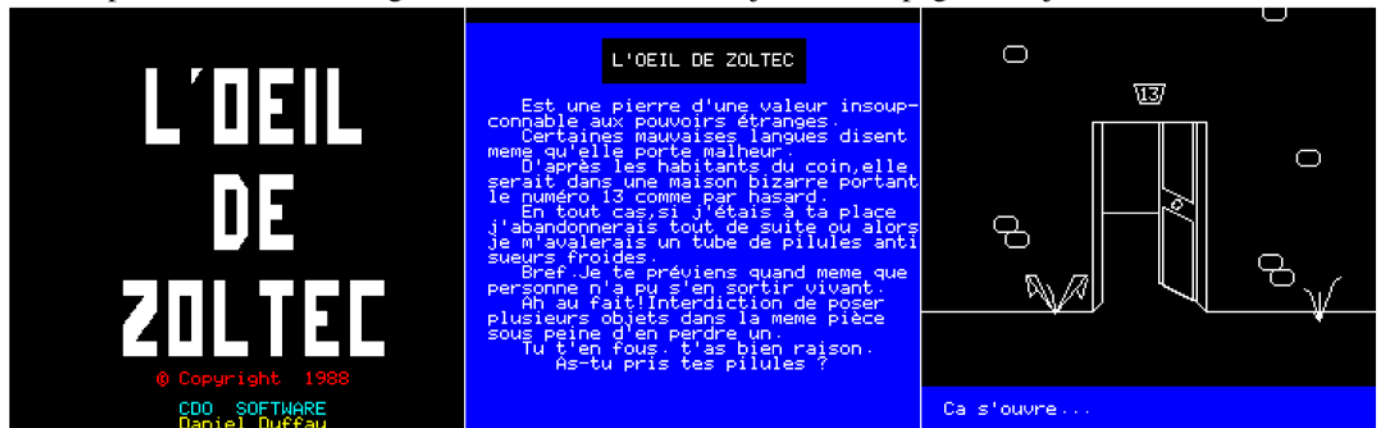 L'OEIL
DE
ZOLTEC
© Copyright 1988
CDO SOFTWARE
Daniel Duffau
L'OEIL DE ZOLTEC
Est une pierre d'une valeur insoup-
connable aux pouvoirs étranges.
Certaines mauvaises langues disent
meme qu'elle porte malheur.
D'après les habitants du coin,elle
serait dans une maison bizarre portant
le numéro 13 comme par hasard.
En tout cas,si j'étais à ta place
j'abandonnerais tout de suite ou alors
je m'avalerais un tube de pilules anti
sueurs froides.
Bref.Je te préviens quand meme que
personne n'a pu s'en sortir vivant.
Ah au fait!Interdiction de poser
plusieurs objets dans la meme pièce
sous peine d'en perdre un.
Tu t'en fous. t'as bien raison.
As-tu pris tes pilules ?
13
Ca s'ouvre...